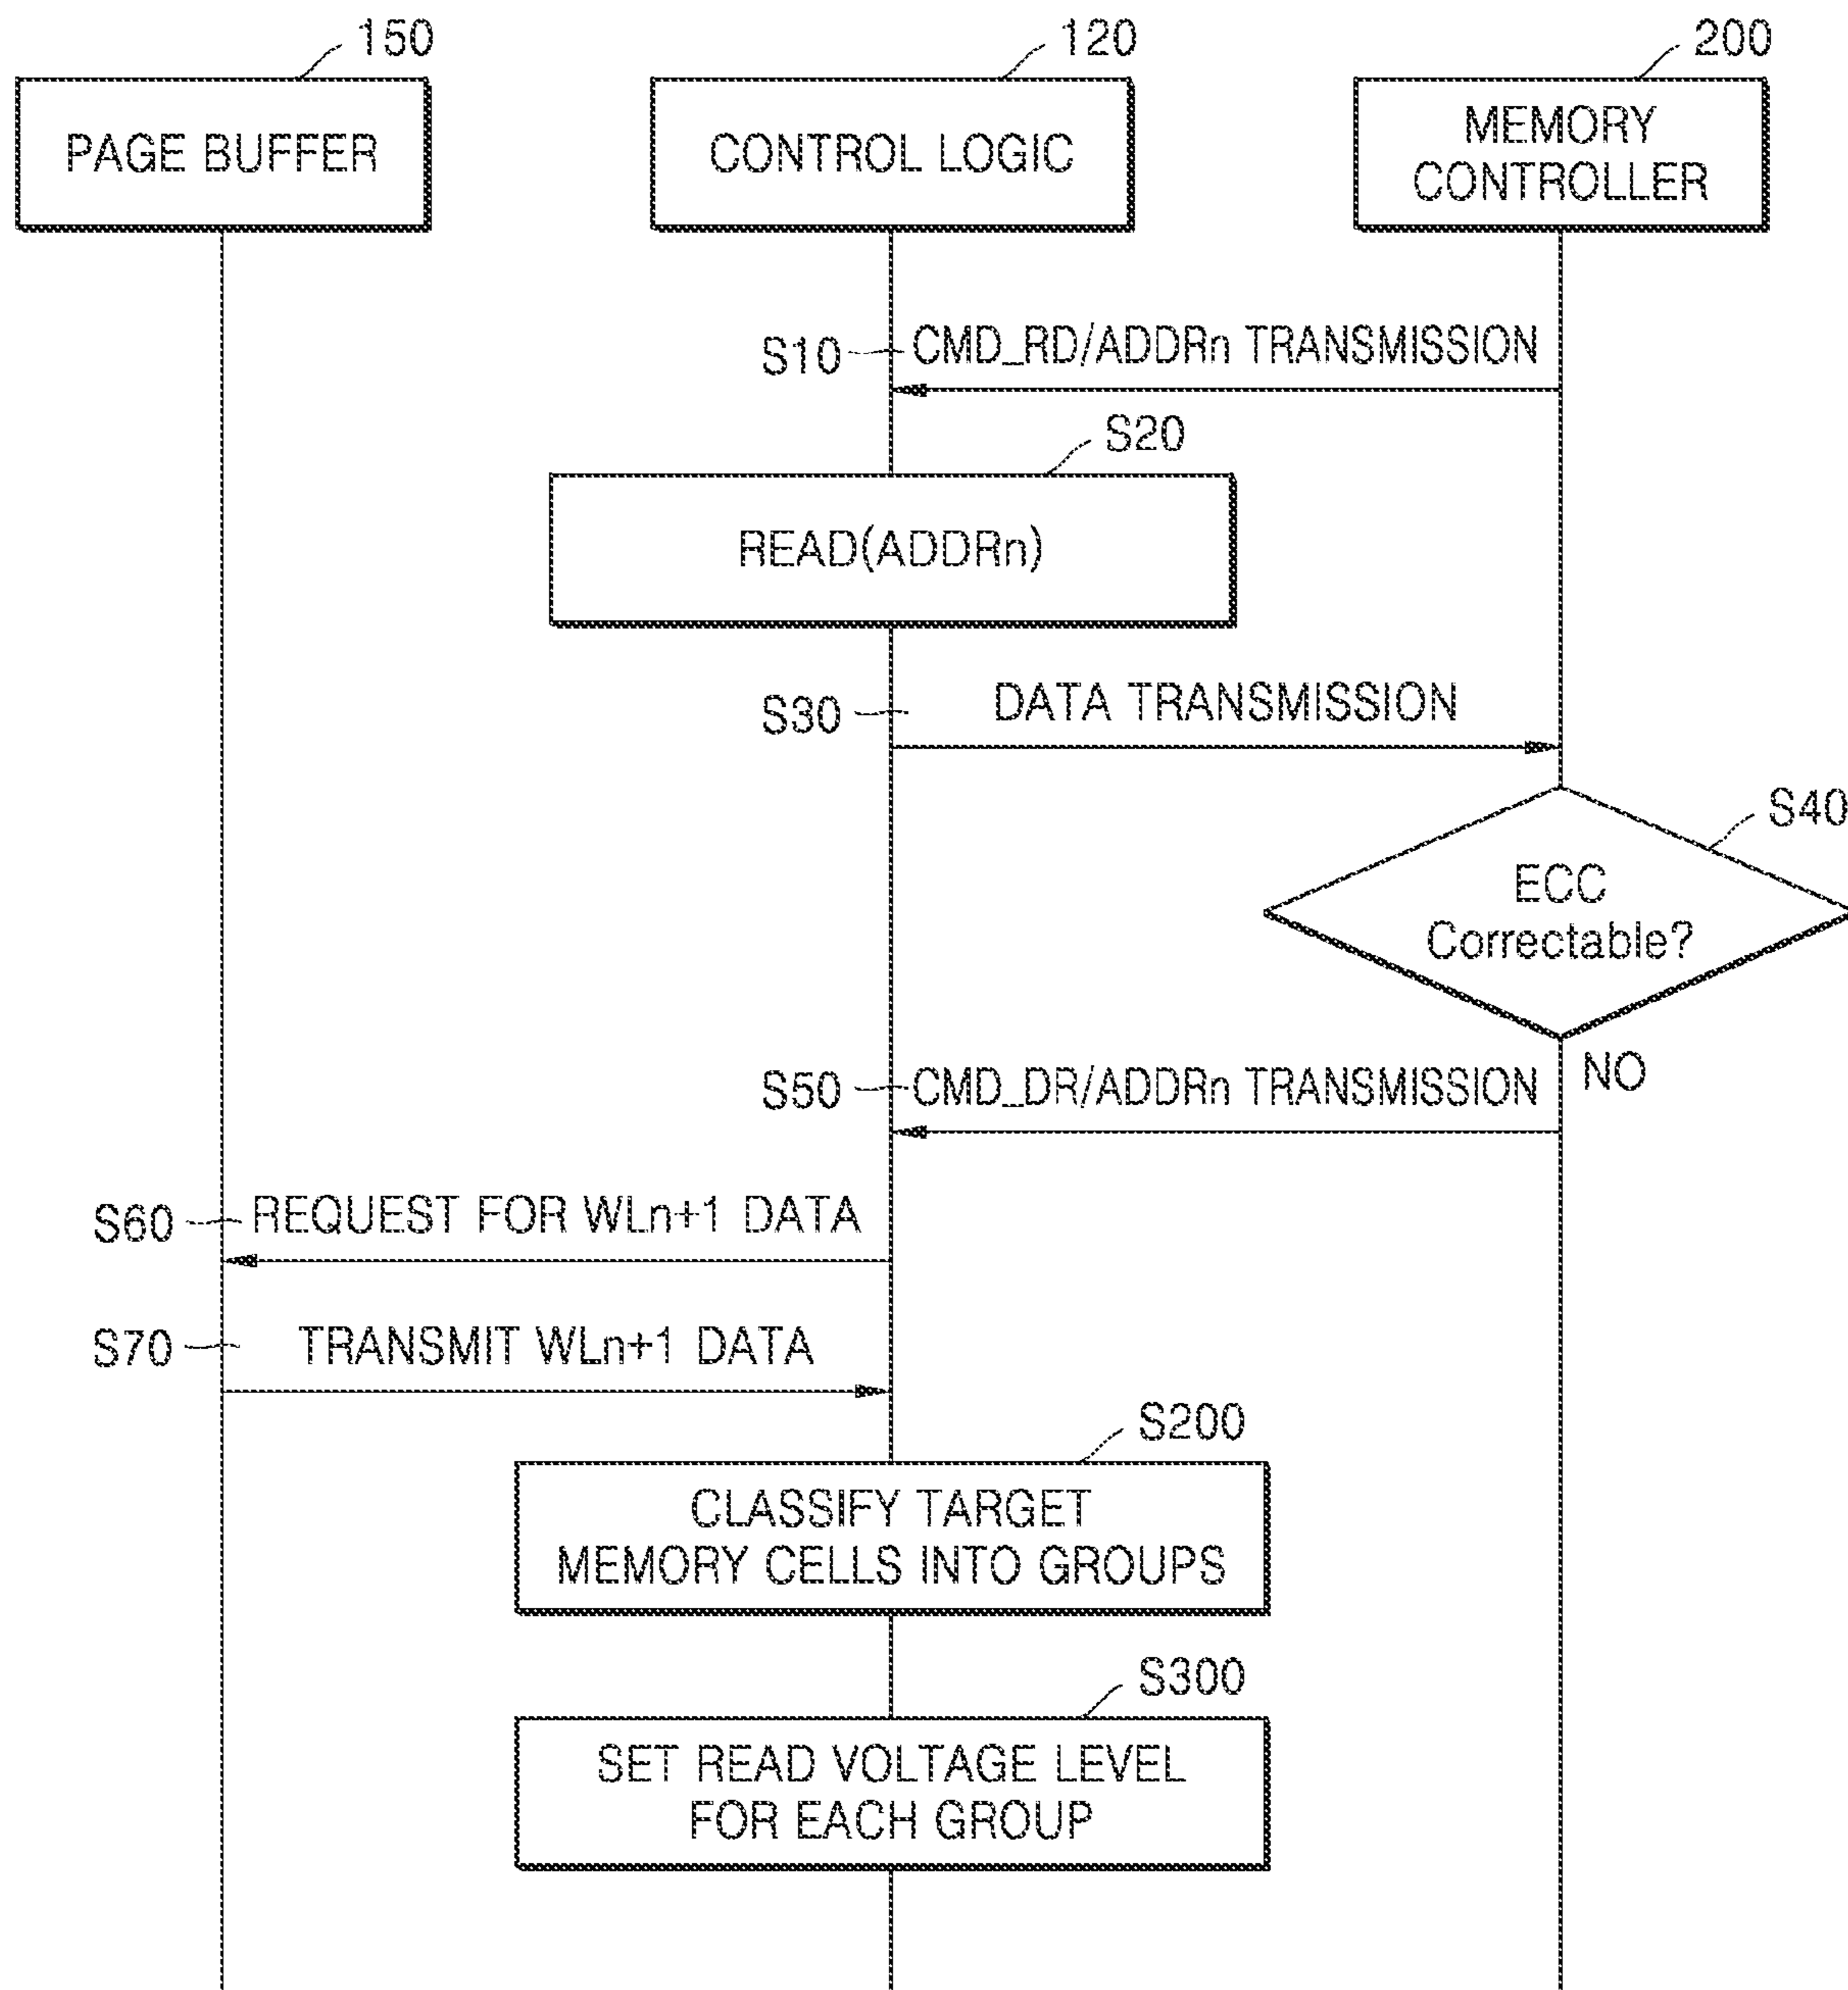 150
120
200
PAGE BUFFER
CONTROL LOGIC
MEMORY
CONTROLLER
S10
CMD_RD/ADDRn TRANSMISSION
S20
READ(ADDRn)
S30
DATA TRANSMISSION
S40
ECC
Correctable?
NO
S50
CMD_DR/ADDRn TRANSMISSION
S60
REQUEST FOR WLn+1 DATA
S70
TRANSMIT WLn+1 DATA
S200
CLASSIFY TARGET
MEMORY CELLS INTO GROUPS
S300
SET READ VOLTAGE LEVEL
FOR EACH GROUP